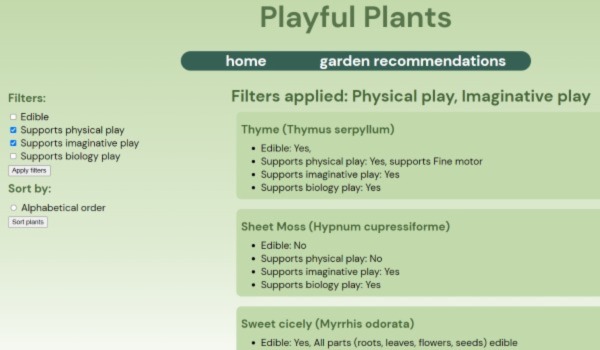 Playful Plants
home garden recommendations
Filters:
Edible
Supports physical play
Supports imaginative play
Supports biology play
Apply filters
Sort by:
Alphabetical order
Sort plants
Filters applied: Physical play, Imaginative play
Thyme (Thymus serpyllum)
Edible: Yes,
Supports physical play: Yes, supports Fine motor
Supports imaginative play: Yes
Supports biology play: Yes
Sheet Moss (Hypnum cupressiforme)
Edible: No
Supports physical play: No
Supports imaginative play: Yes
Supports biology play: Yes
Sweet cicely (Myrrhis odorata)
Edible: Yes, All parts (roots, leaves, flowers, seeds) edible